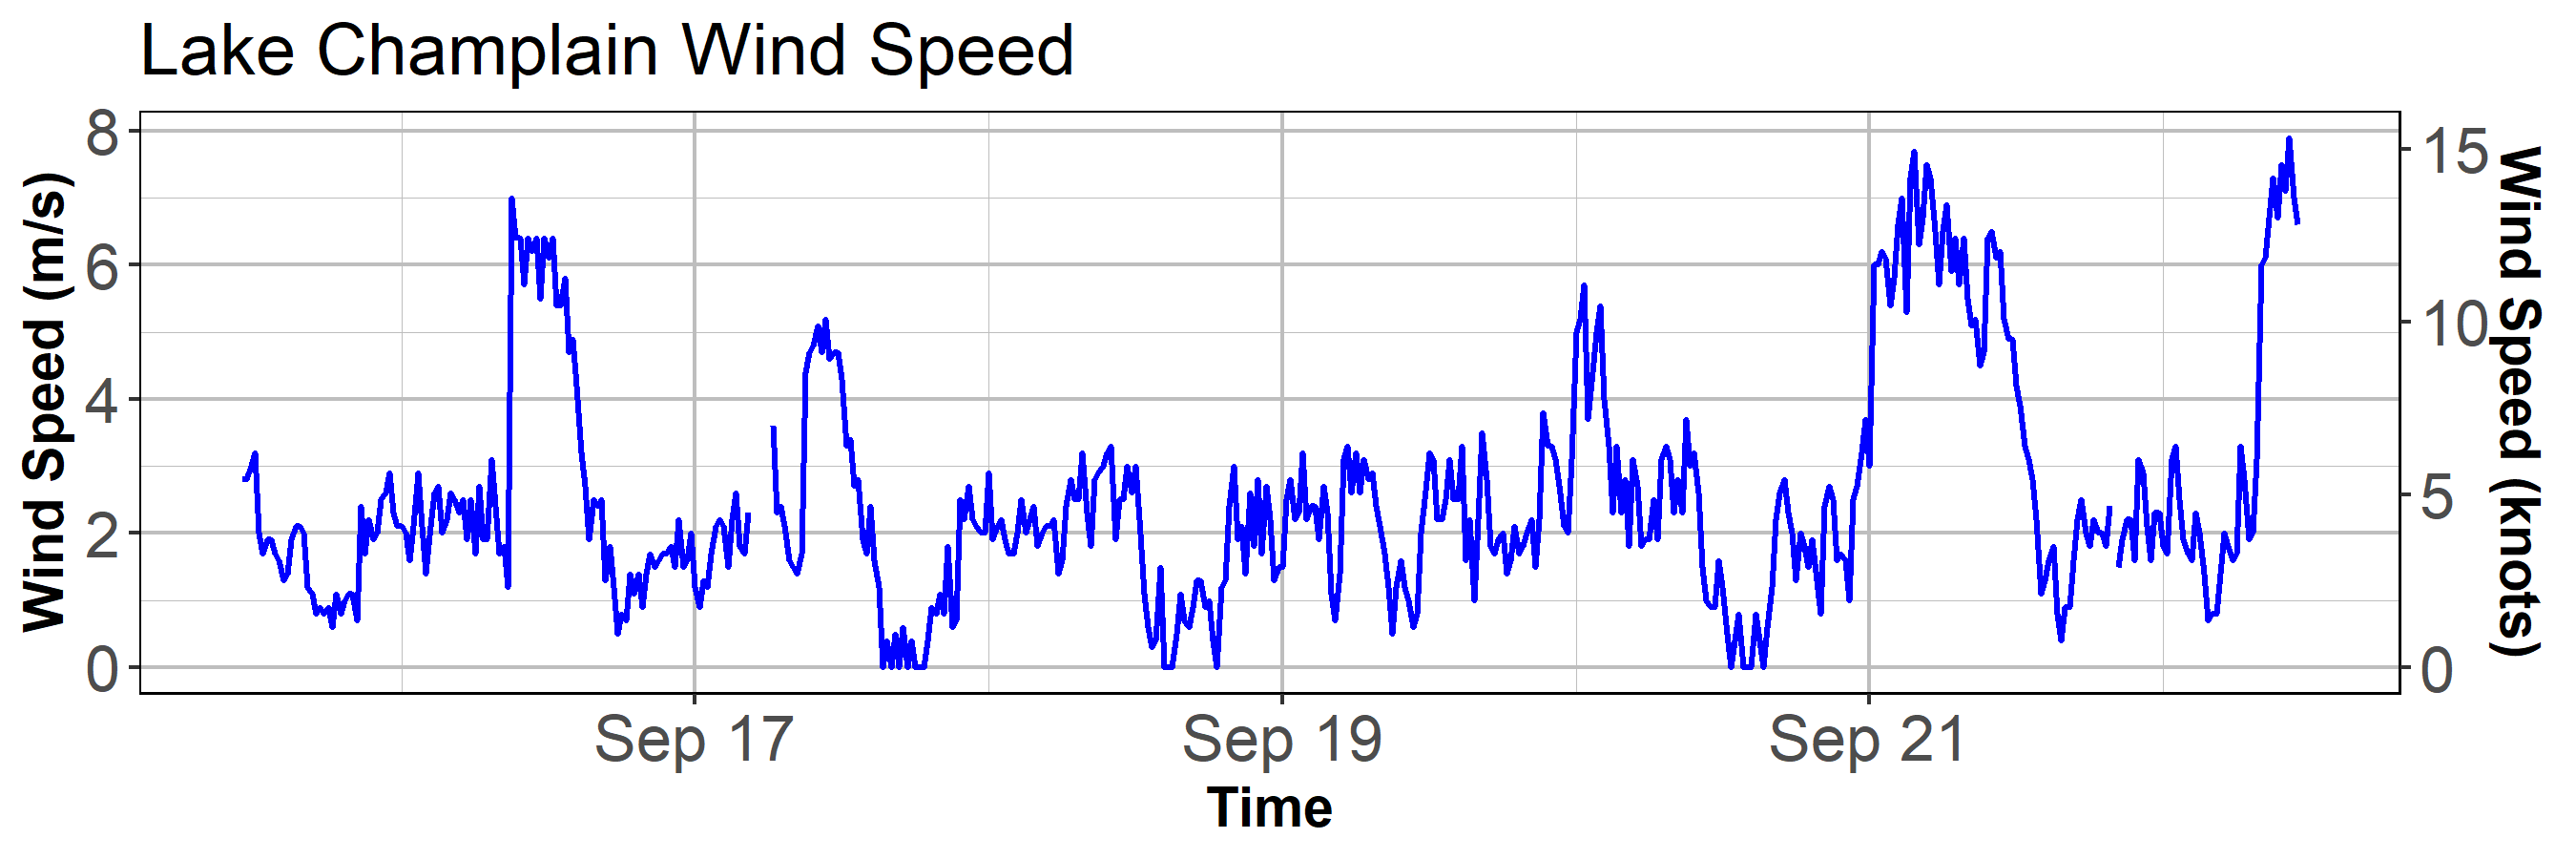 Lake Champlain Wind Speed
Wind Speed (m/s)
8
6
4
2
0
15
10
5
0
Wind Speed (knots)
Sep 17
Sep 19
Sep 21
Time